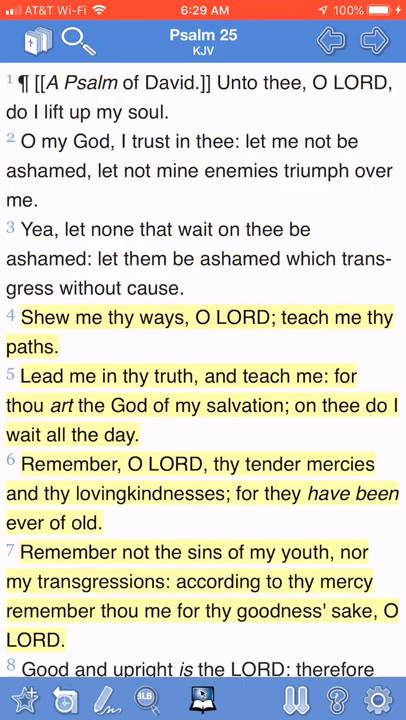 AT&T Wi-Fi 6:29 AM 100%
Psalm 25
KJV
1 ¶ [[A Psalm of David.]] Unto thee, O LORD,
do I lift up my soul.
2 O my God, I trust in thee: let me not be
ashamed, let not mine enemies triumph over
me.
3 Yea, let none that wait on thee be
ashamed: let them be ashamed which trans-
gress without cause.
4 Shew me thy ways, O LORD; teach me thy
paths.
5 Lead me in thy truth, and teach me: for
thou art the God of my salvation; on thee do I
wait all the day.
6 Remember, O LORD, thy tender mercies
and thy lovingkindnesses; for they have been
ever of old.
7 Remember not the sins of my youth, nor
my transgressions: according to thy mercy
remember thou me for thy goodness' sake, O
LORD.
8 Good and upright is the LORD: therefore
BLB